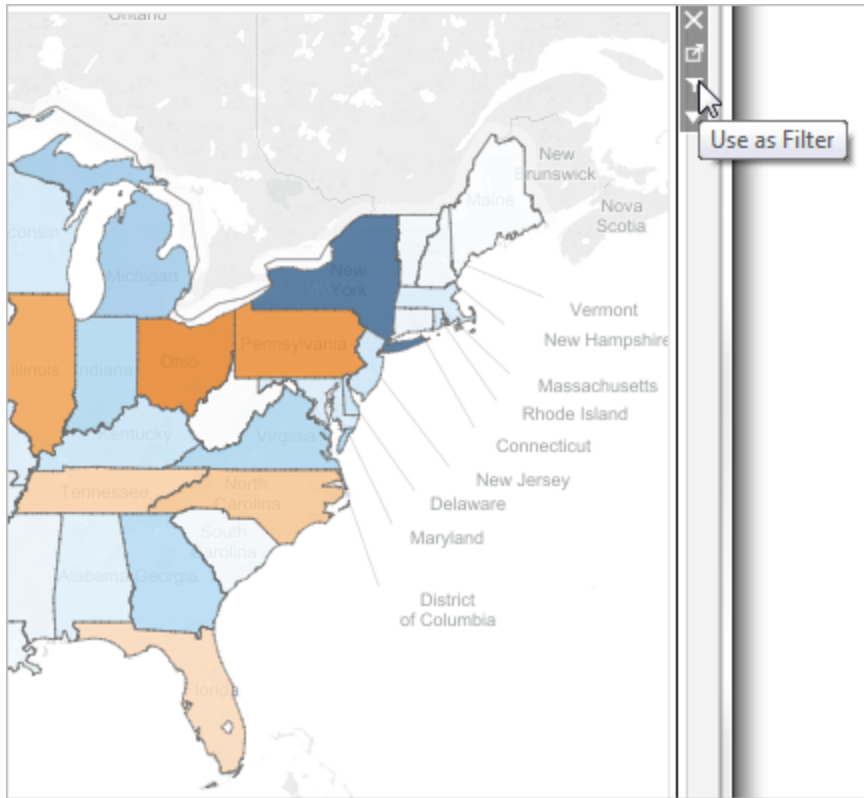 Ontario
Use as Filter
New
Brunswick
Maine
Nova
Scotia
consin
Michigan
New
York
Vermont
New Hampshire
Illinois
Indiana
Ohio
Pennsylvania
Massachusetts
Rhode Island
Connecticut
Kentucky
Virginia
New Jersey
Delaware
Tennessee
North
Carolina
Maryland
South
Carolina
Alabama
Georgia
District
of Columbia
Florida